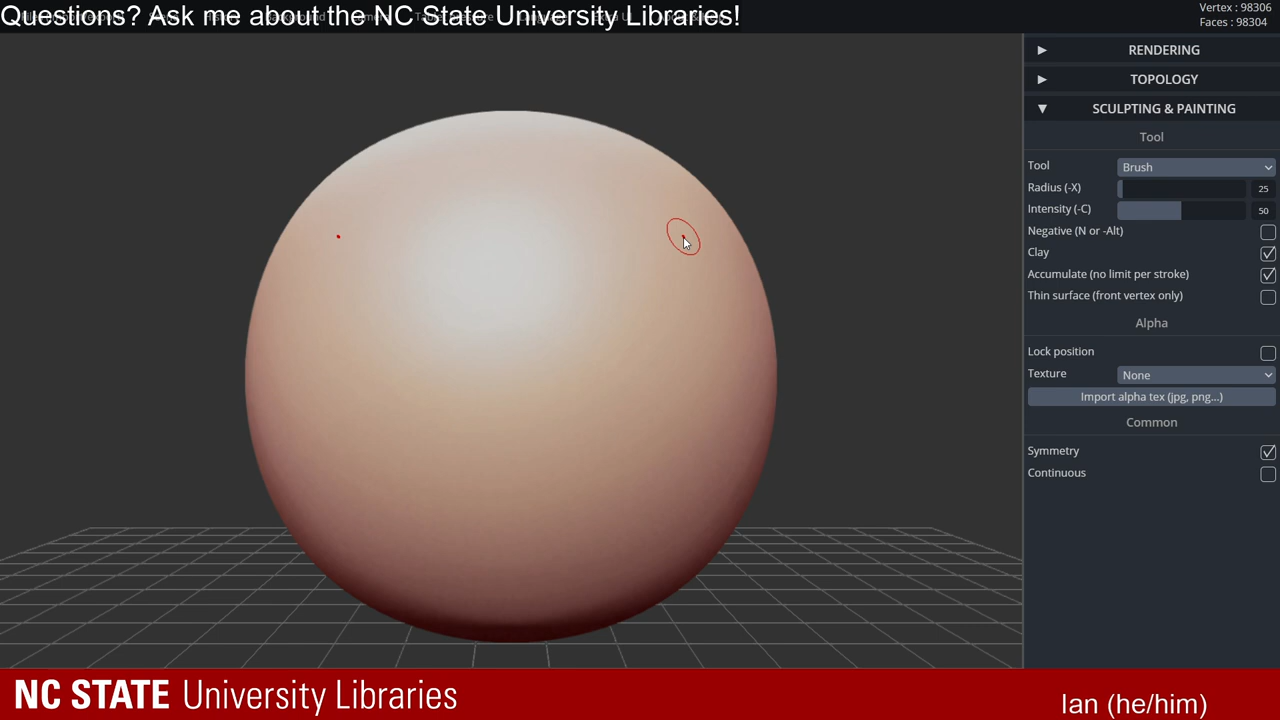 Questions? Ask me about the NC State University Libraries!
Vertex : 98306
Faces : 98304
RENDERING
TOPOLOGY
SCULPTING & PAINTING
Tool
Tool Brush
Radius (-X) 25
Intensity (-C) 50
Negative (N or -Alt)
Clay
Accumulate (no limit per stroke)
Thin surface (front vertex only)
Alpha
Lock position
Texture None
Import alpha tex (jpg, png...)
Common
Symmetry
Continuous
NC STATE University Libraries
Ian (he/him)